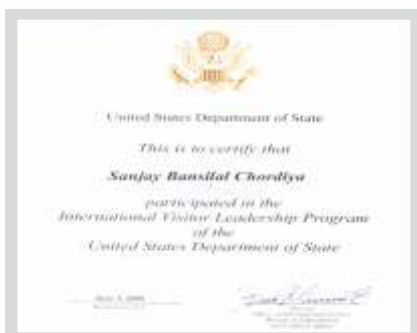 United States Department of State
This is to certify that
Sanjay Bansilal Chordiya
participated in the
International Visitor Leadership Program
of the
United States Department of State